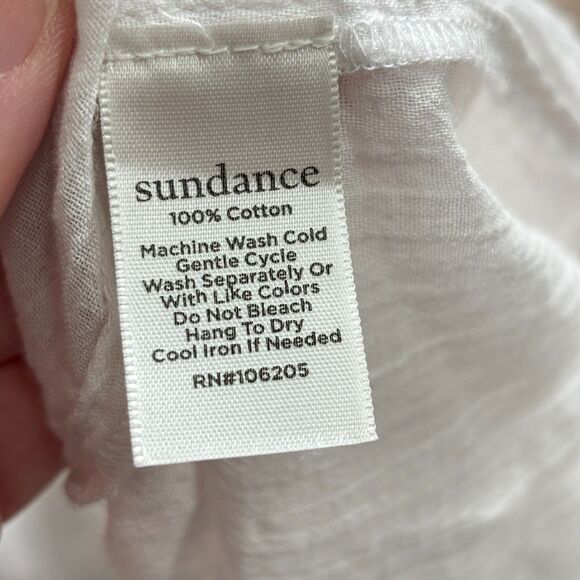 sundance
100% Cotton
Machine Wash Cold
Gentle Cycle
Wash Separately Or
With Like Colors
Do Not Bleach
Hang To Dry
Cool Iron If Needed
RN#106205